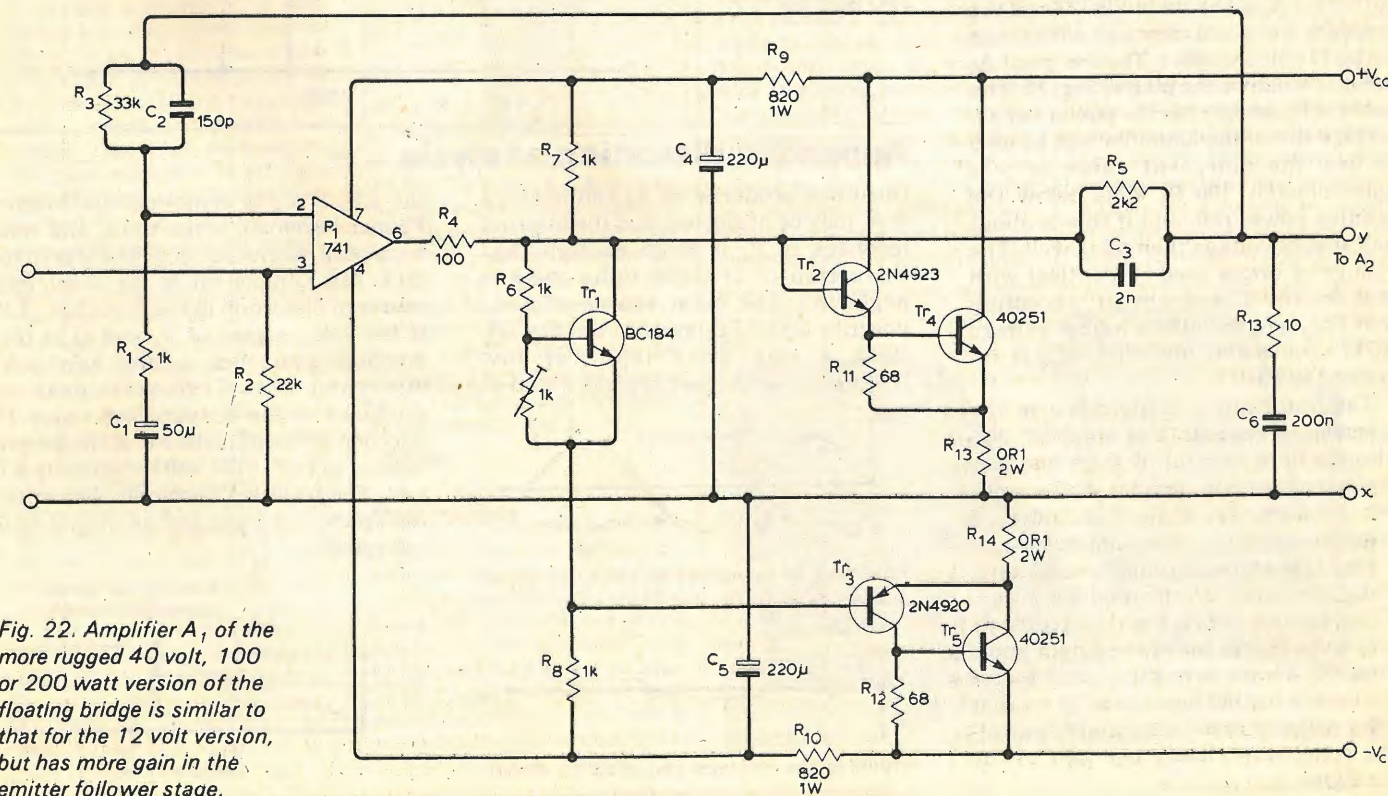 R3 33k
C2 150p
R1 1k
C1 50µ
R2 22k
2
3
P1 741
7
4
6
R4 100
R6 1k
1k
Tr1 BC184
R7 1k
R8 1k
C4 220µ
C5 220µ
R9
820
1W
R10
820
1W
Tr2 2N4923
Tr4 40251
R11 68
R13 0R1
2W
R14 0R1
2W
Tr3 2N4920
Tr5 40251
R12 68
R5
2k2
C3
2n
R13 10
C6 200n
+Vcc
y
To A2
x
-Vc
Fig. 22. Amplifier A1 of the
more rugged 40 volt, 100
or 200 watt version of the
floating bridge is similar to
that for the 12 volt version,
but has more gain in the
emitter follower stage.